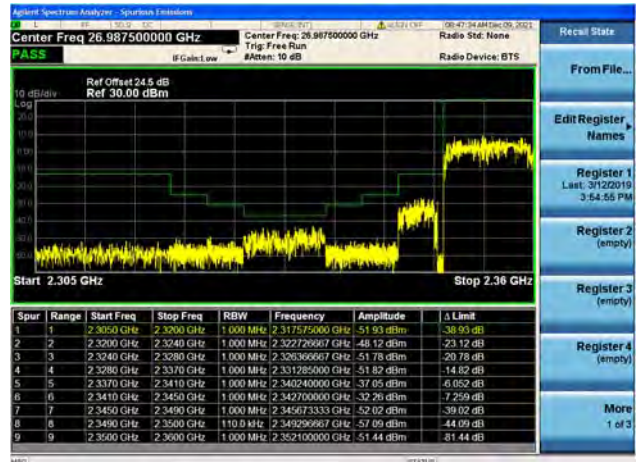 Agilent Spectrum Analyzer - Spurious Emissions
Center Freq 26.987500000 GHz
Center Freq: 26.987500000 GHz
Trig: Free Run
#Atten: 10 dB
IFGain:Low
PASS
08:47:34 AM Dec 09, 2021
Radio Std: None
Radio Device: BTS
Ref Offset 24.5 dB
10 dB/div Ref 30.00 dBm
Log
Start 2.305 GHz
Stop 2.36 GHz
Spur Range Start Freq Stop Freq RBW Frequency Amplitude Δ Limit
1 1 2.3050 GHz 2.3200 GHz 1.000 MHz 2.317575000 GHz -51.93 dBm -38.93 dB
2 2 2.3200 GHz 2.3240 GHz 1.000 MHz 2.322726667 GHz -48.12 dBm -23.12 dB
3 3 2.3240 GHz 2.3280 GHz 1.000 MHz 2.326366667 GHz -51.78 dBm -20.78 dB
4 4 2.3280 GHz 2.3370 GHz 1.000 MHz 2.331285000 GHz -51.82 dBm -14.82 dB
5 5 2.3370 GHz 2.3410 GHz 1.000 MHz 2.340240000 GHz -37.05 dBm -6.052 dB
6 6 2.3410 GHz 2.3450 GHz 1.000 MHz 2.342700000 GHz -32.26 dBm -7.259 dB
7 7 2.3450 GHz 2.3490 GHz 1.000 MHz 2.345673333 GHz -52.02 dBm -39.02 dB
8 8 2.3490 GHz 2.3500 GHz 110.0 kHz 2.349296667 GHz -57.09 dBm -44.09 dB
9 9 2.3500 GHz 2.3600 GHz 1.000 MHz 2.352100000 GHz -51.44 dBm -81.44 dB
Recall State
From File...
Edit Register
Names
Register 1
Last: 3/12/2019
3:54:55 PM
Register 2
(empty)
Register 3
(empty)
Register 4
(empty)
More
1 of 3